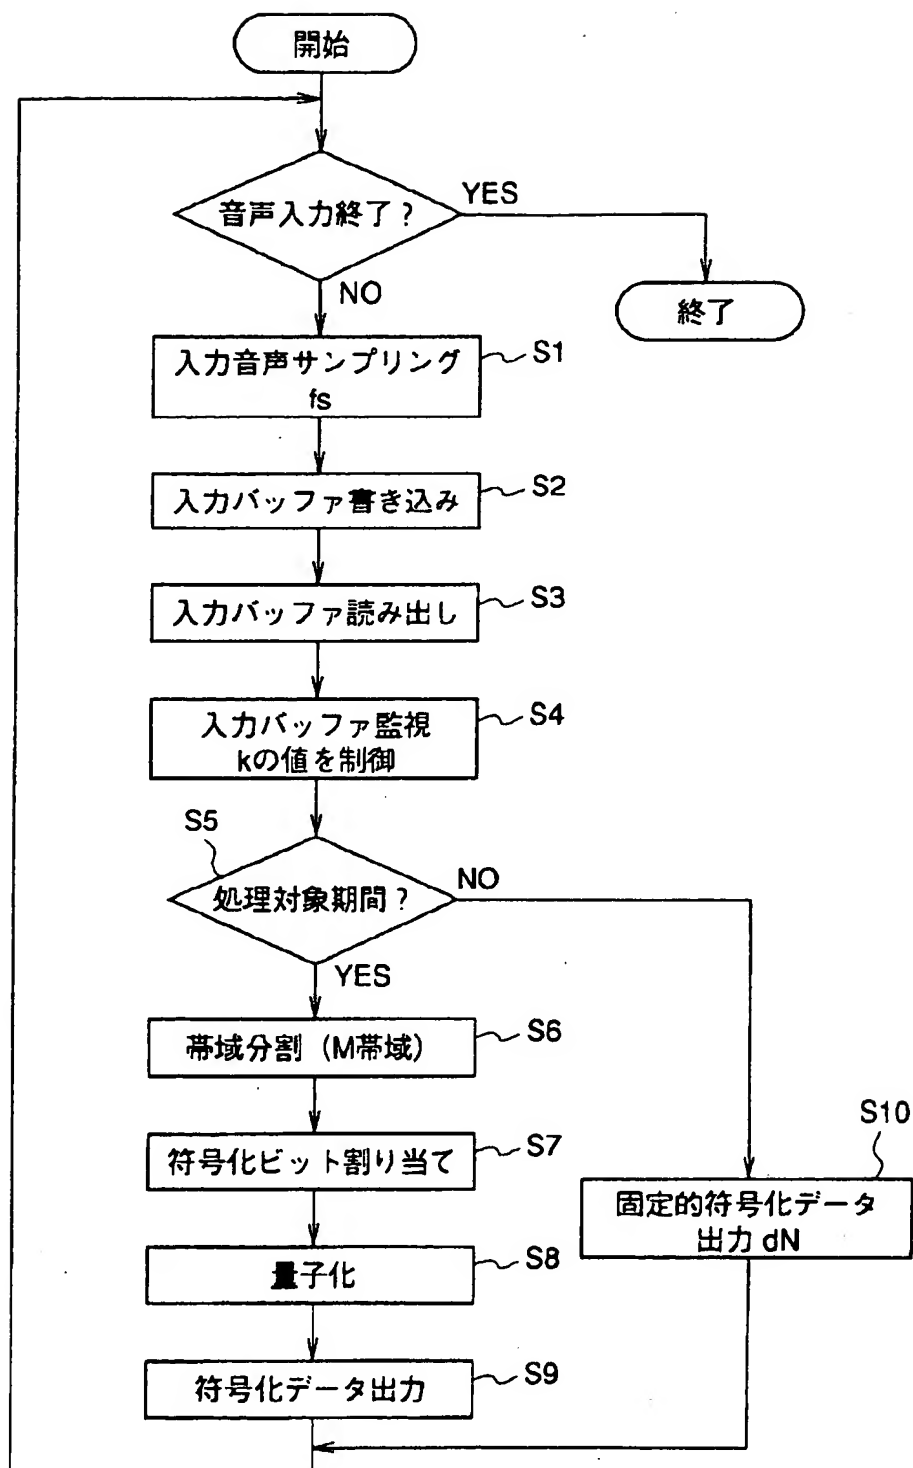 開始
音声入力終了？
YES
NO
終了
入力音声サンプリング
fs
S1
入力バッファ書き込み
S2
入力バッファ読み出し
S3
入力バッファ監視
kの値を制御
S4
S5
処理対象期間？
NO
YES
帯域分割（M帯域）
S6
符号化ビット割り当て
S7
S10
固定的符号化データ
出力 dN
量子化
S8
符号化データ出力
S9